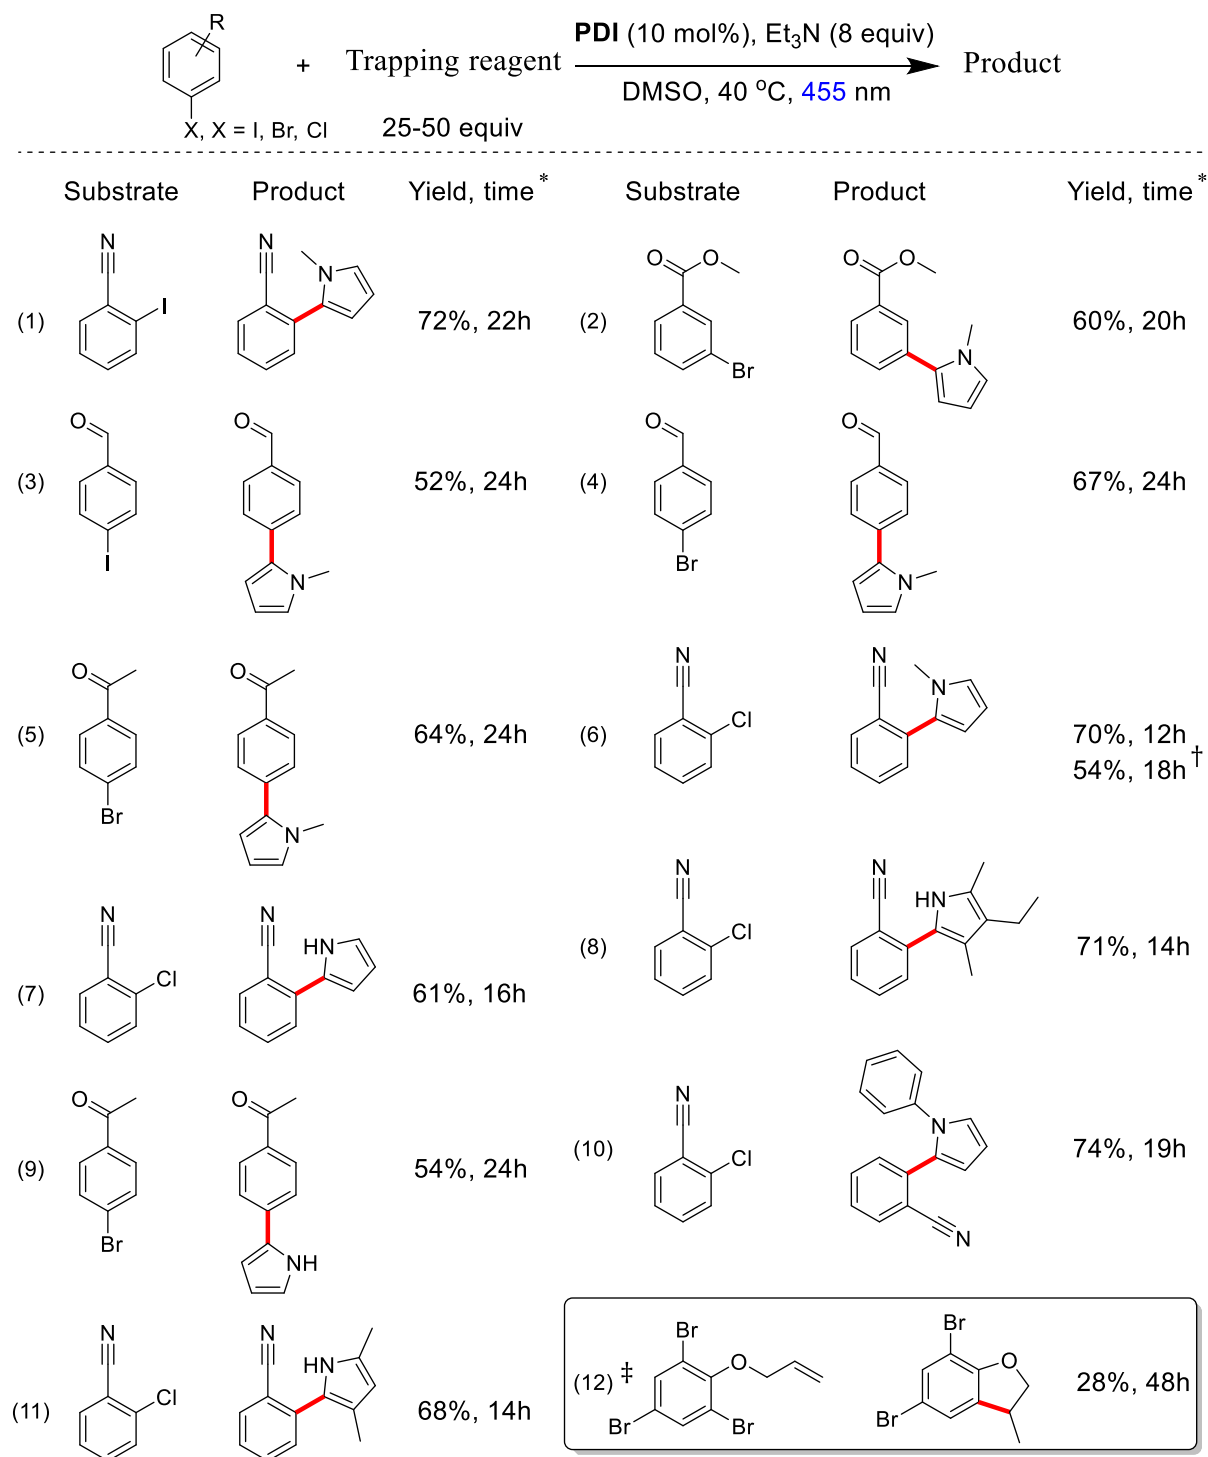 R
PDI (10 mol%), Et3N (8 equiv)
+ Trapping reagent Product
DMSO, 40 oC, 455 nm
X, X = I, Br, Cl 25-50 equiv
Substrate Product Yield, time* Substrate Product Yield, time*
N N N O O O O
(1) I 72%, 22h (2) Br N 60%, 20h
O O O O
(3) 52%, 24h (4) 67%, 24h
I N Br N
O O N N N
(5) 64%, 24h (6) Cl 70%, 12h
54%, 18h†
Br N
N N HN
(8) Cl 71%, 14h
N N HN
(7) Cl 61%, 16h
O O N N
(9) 54%, 24h (10) Cl 74%, 19h
Br NH N
N N HN
(11) Cl 68%, 14h
Br O Br O
(12)‡ 28%, 48h
Br Br Br